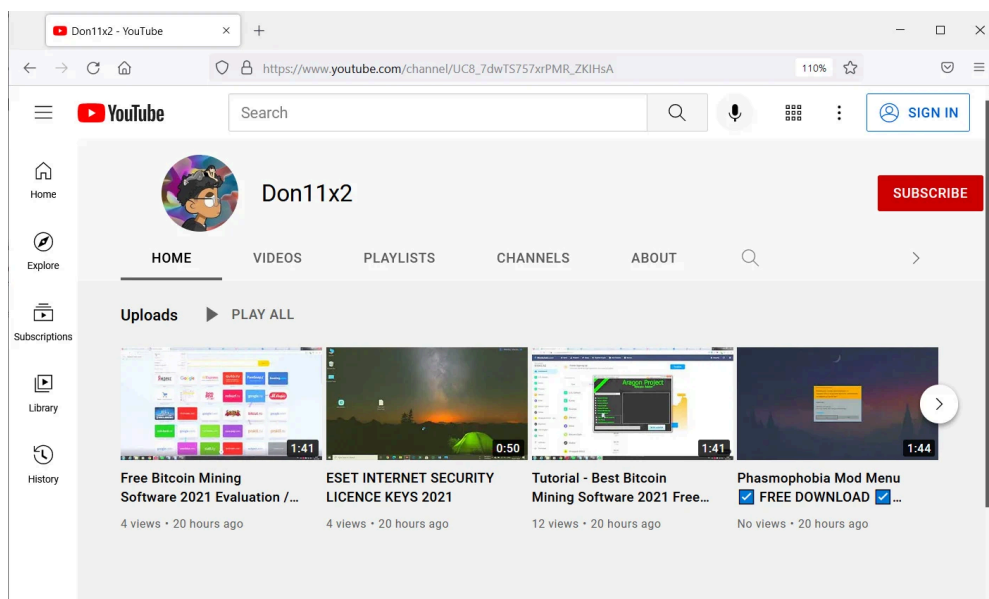 Don11x2 - YouTube
https://www.youtube.com/channel/UC8_7dwTS757xrPMR_ZKIHsA
110%
YouTube
Search
SIGN IN
Home
Explore
Subscriptions
Library
History
Don11x2
SUBSCRIBE
HOME VIDEOS PLAYLISTS CHANNELS ABOUT
Uploads PLAY ALL
Aragon Project
1:41 0:50 1:41 1:44
Free Bitcoin Mining
Software 2021 Evaluation /...
4 views • 20 hours ago
ESET INTERNET SECURITY
LICENCE KEYS 2021
4 views • 20 hours ago
Tutorial - Best Bitcoin
Mining Software 2021 Free...
12 views • 20 hours ago
Phasmophobia Mod Menu
☑ FREE DOWNLOAD ☑...
No views • 20 hours ago